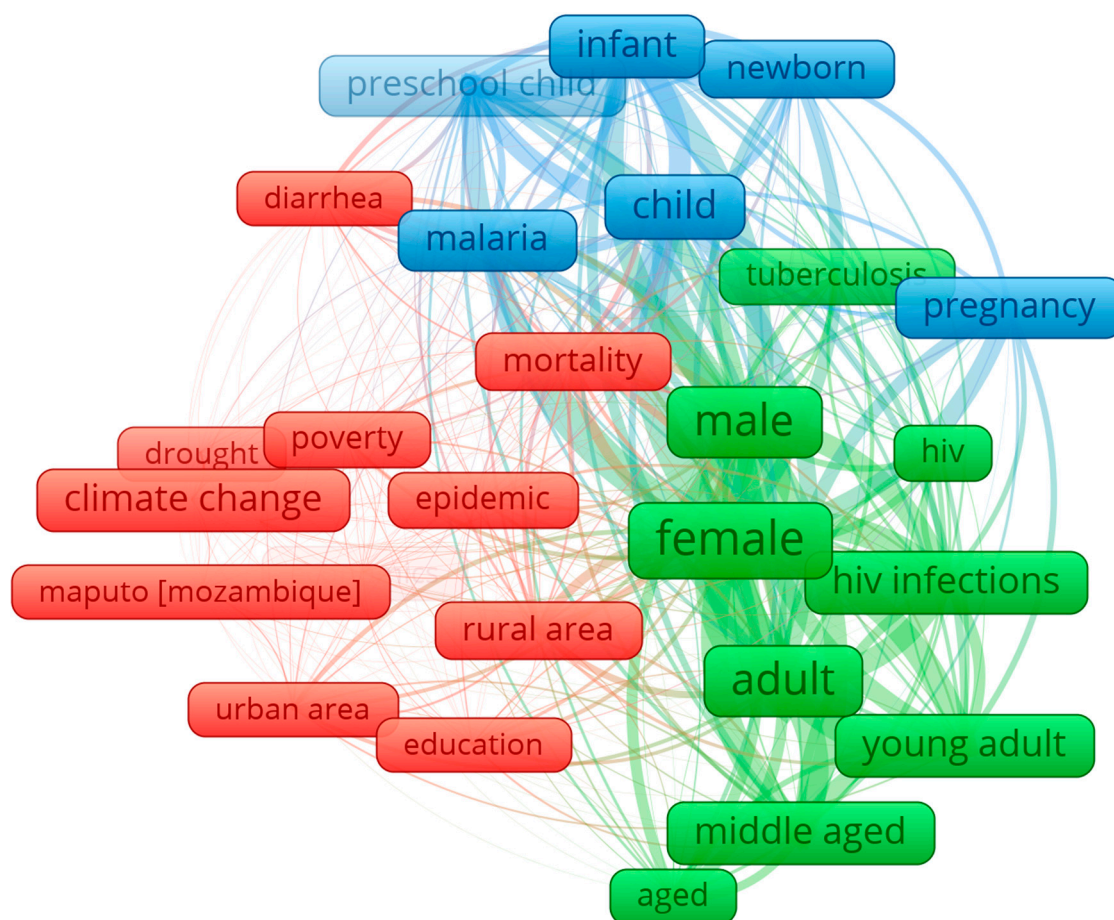 infant
newborn
preschool child
diarrhea
child
malaria
tuberculosis
pregnancy
mortality
male
poverty
hiv
drought
climate change
epidemic
female
hiv infections
maputo [mozambique]
rural area
adult
urban area
education
young adult
middle aged
aged